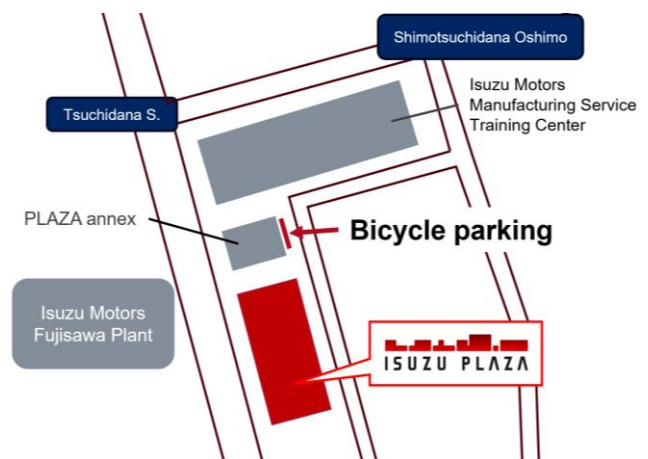 Shimotsuchidana Oshimo
Isuzu Motors
Manufacturing Service
Training Center
Tsuchidana S.
PLAZA annex
Bicycle parking
Isuzu Motors
Fujisawa Plant
ISUZU PLAZA